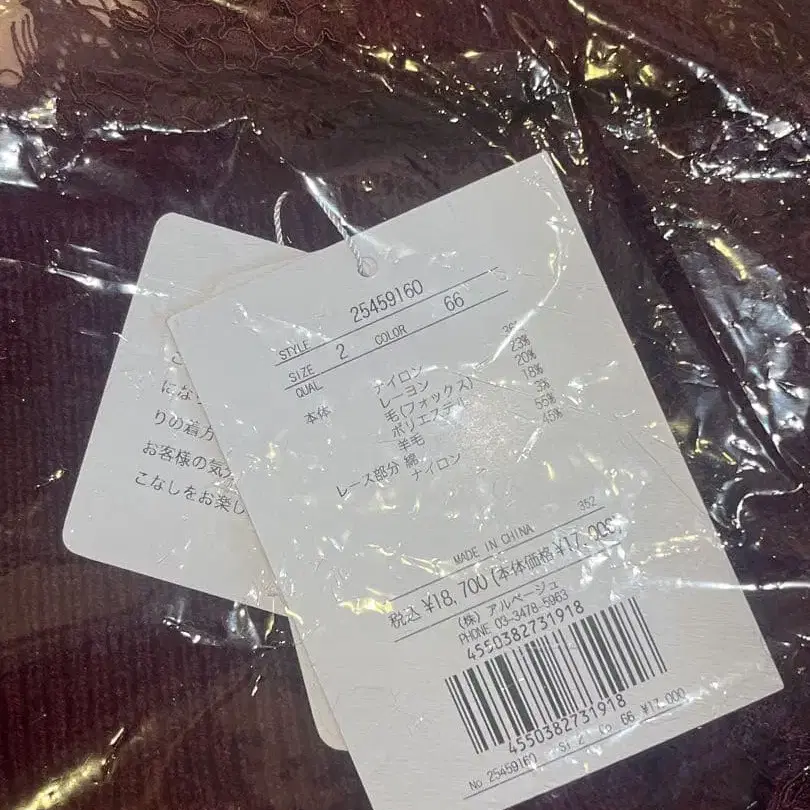 STYLE 25459160
SIZE 2 COLOR 66
QUAL
本体 ナイロン 36%
レーヨン 23%
毛(フォックス) 20%
ポリエステル 18%
羊毛 3%
レース部分 綿 55%
ナイロン 45%
352
MADE IN CHINA
税込 ¥18,700 (本体価格 ¥17,000)
(株) アルページュ
PHONE 03-3478-5963
4550382731918
4550382731918
No 25459160 Si 2 Co 66 ¥17,000
にな
りの着方
お客様の気分
こなしをお楽し